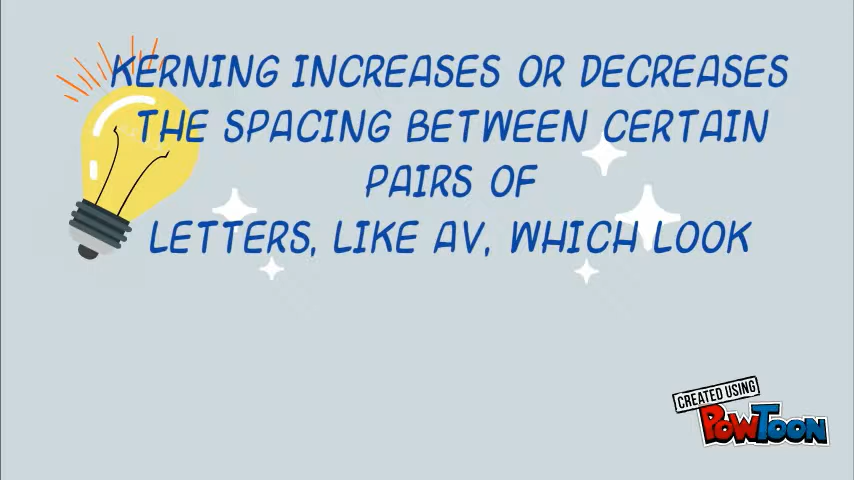 KERNING INCREASES OR DECREASES
THE SPACING BETWEEN CERTAIN
PAIRS OF
LETTERS, LIKE AV, WHICH LOOK
CREATED USING
POWTOON